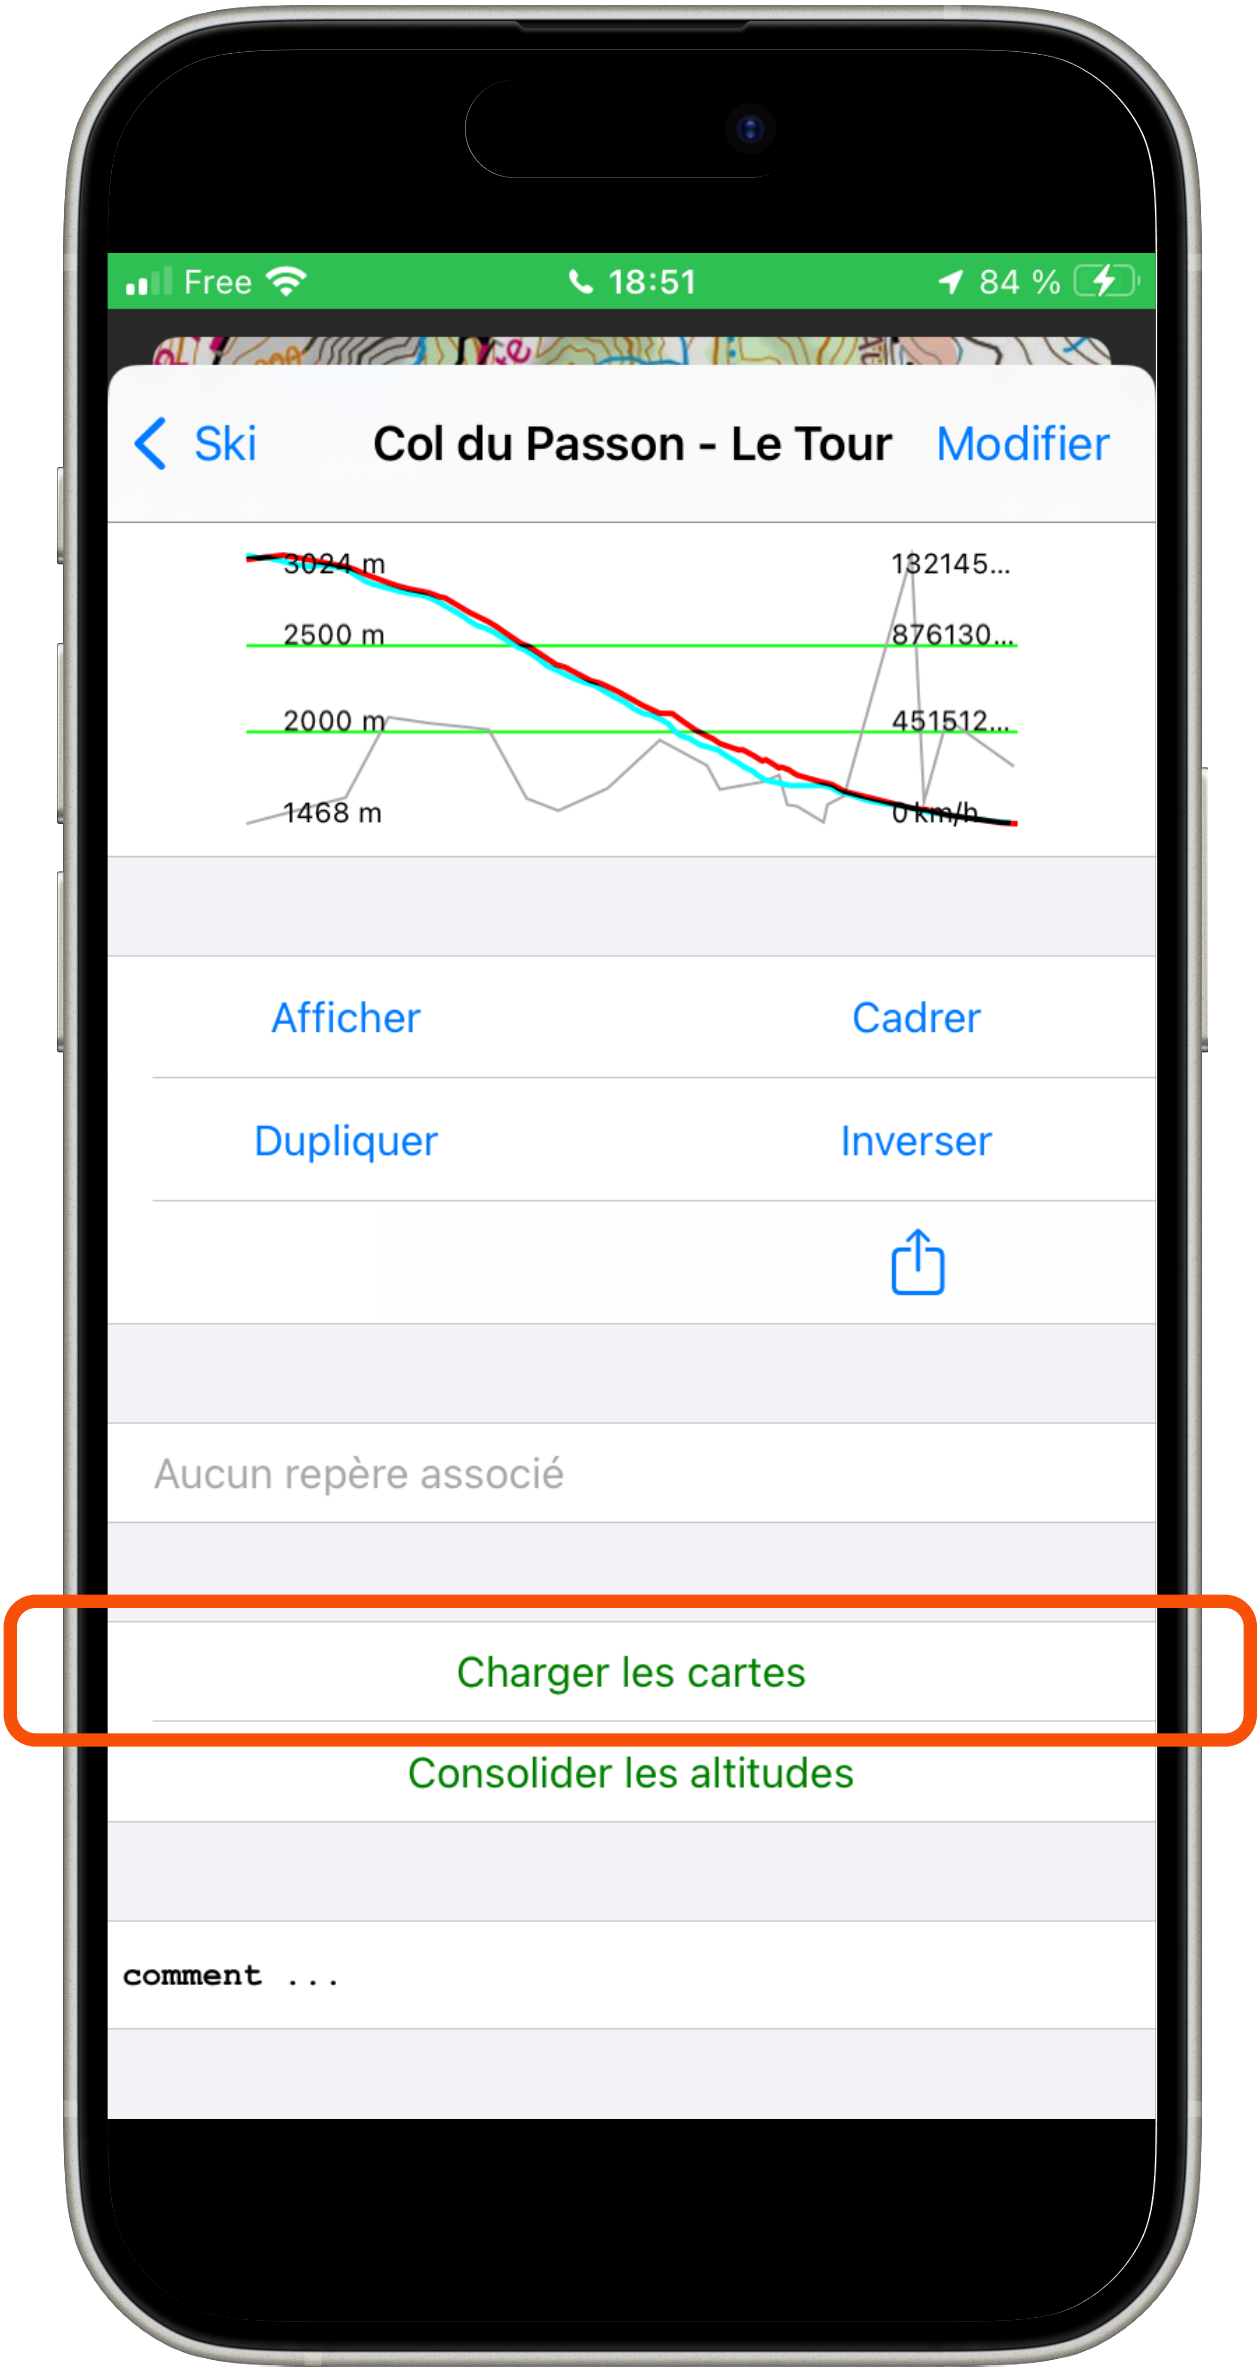 Free 18:51 84 %
Ski Col du Passon - Le Tour Modifier
3024 m 132145...
2500 m 876130...
2000 m 451512...
1468 m 0 km/h
Afficher Cadrer
Dupliquer Inverser
Aucun repère associé
Charger les cartes
Consolider les altitudes
comment ...